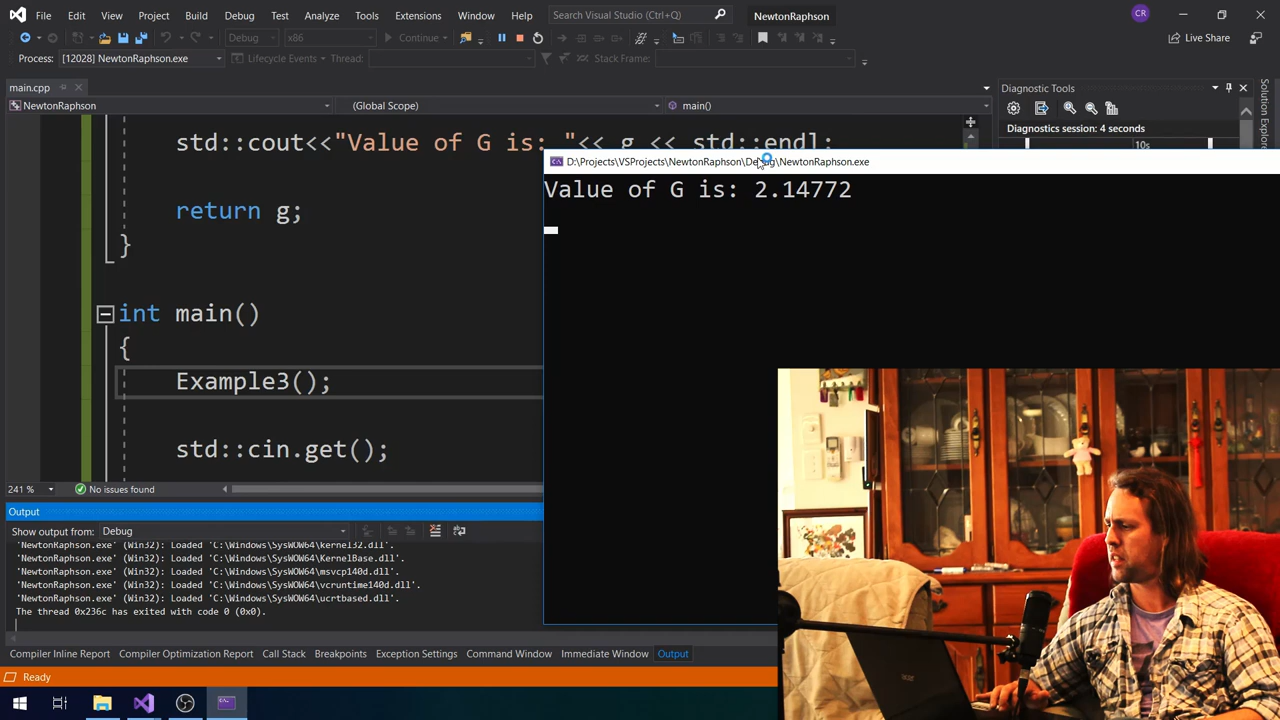 File Edit View Project Build Debug Test Analyze Tools Extensions Window Help Search Visual Studio (Ctrl+Q) NewtonRaphson CR
Debug x86 Continue Live Share
Process: [12028] NewtonRaphson.exe Lifecycle Events Thread: Stack Frame:
main.cpp
NewtonRaphson (Global Scope) main()
Diagnostic Tools
Diagnostics session: 4 seconds
10s
Solution Explorer
std::cout<<"Value of G is: "<< g << std::endl;
return g;
}
int main()
{
Example3();
std::cin.get();
D:\Projects\VSProjects\NewtonRaphson\Debug\NewtonRaphson.exe
Value of G is: 2.14772
241 % No issues found
Output
Show output from: Debug
'NewtonRaphson.exe' (Win32): Loaded 'C:\Windows\SysWOW64\kernel32.dll'.
'NewtonRaphson.exe' (Win32): Loaded 'C:\Windows\SysWOW64\KernelBase.dll'.
'NewtonRaphson.exe' (Win32): Loaded 'C:\Windows\SysWOW64\msvcp140d.dll'.
'NewtonRaphson.exe' (Win32): Loaded 'C:\Windows\SysWOW64\vcruntime140d.dll'.
'NewtonRaphson.exe' (Win32): Loaded 'C:\Windows\SysWOW64\ucrtbased.dll'.
The thread 0x236c has exited with code 0 (0x0).
Compiler Inline Report Compiler Optimization Report Call Stack Breakpoints Exception Settings Command Window Immediate Window Output
Ready
acer